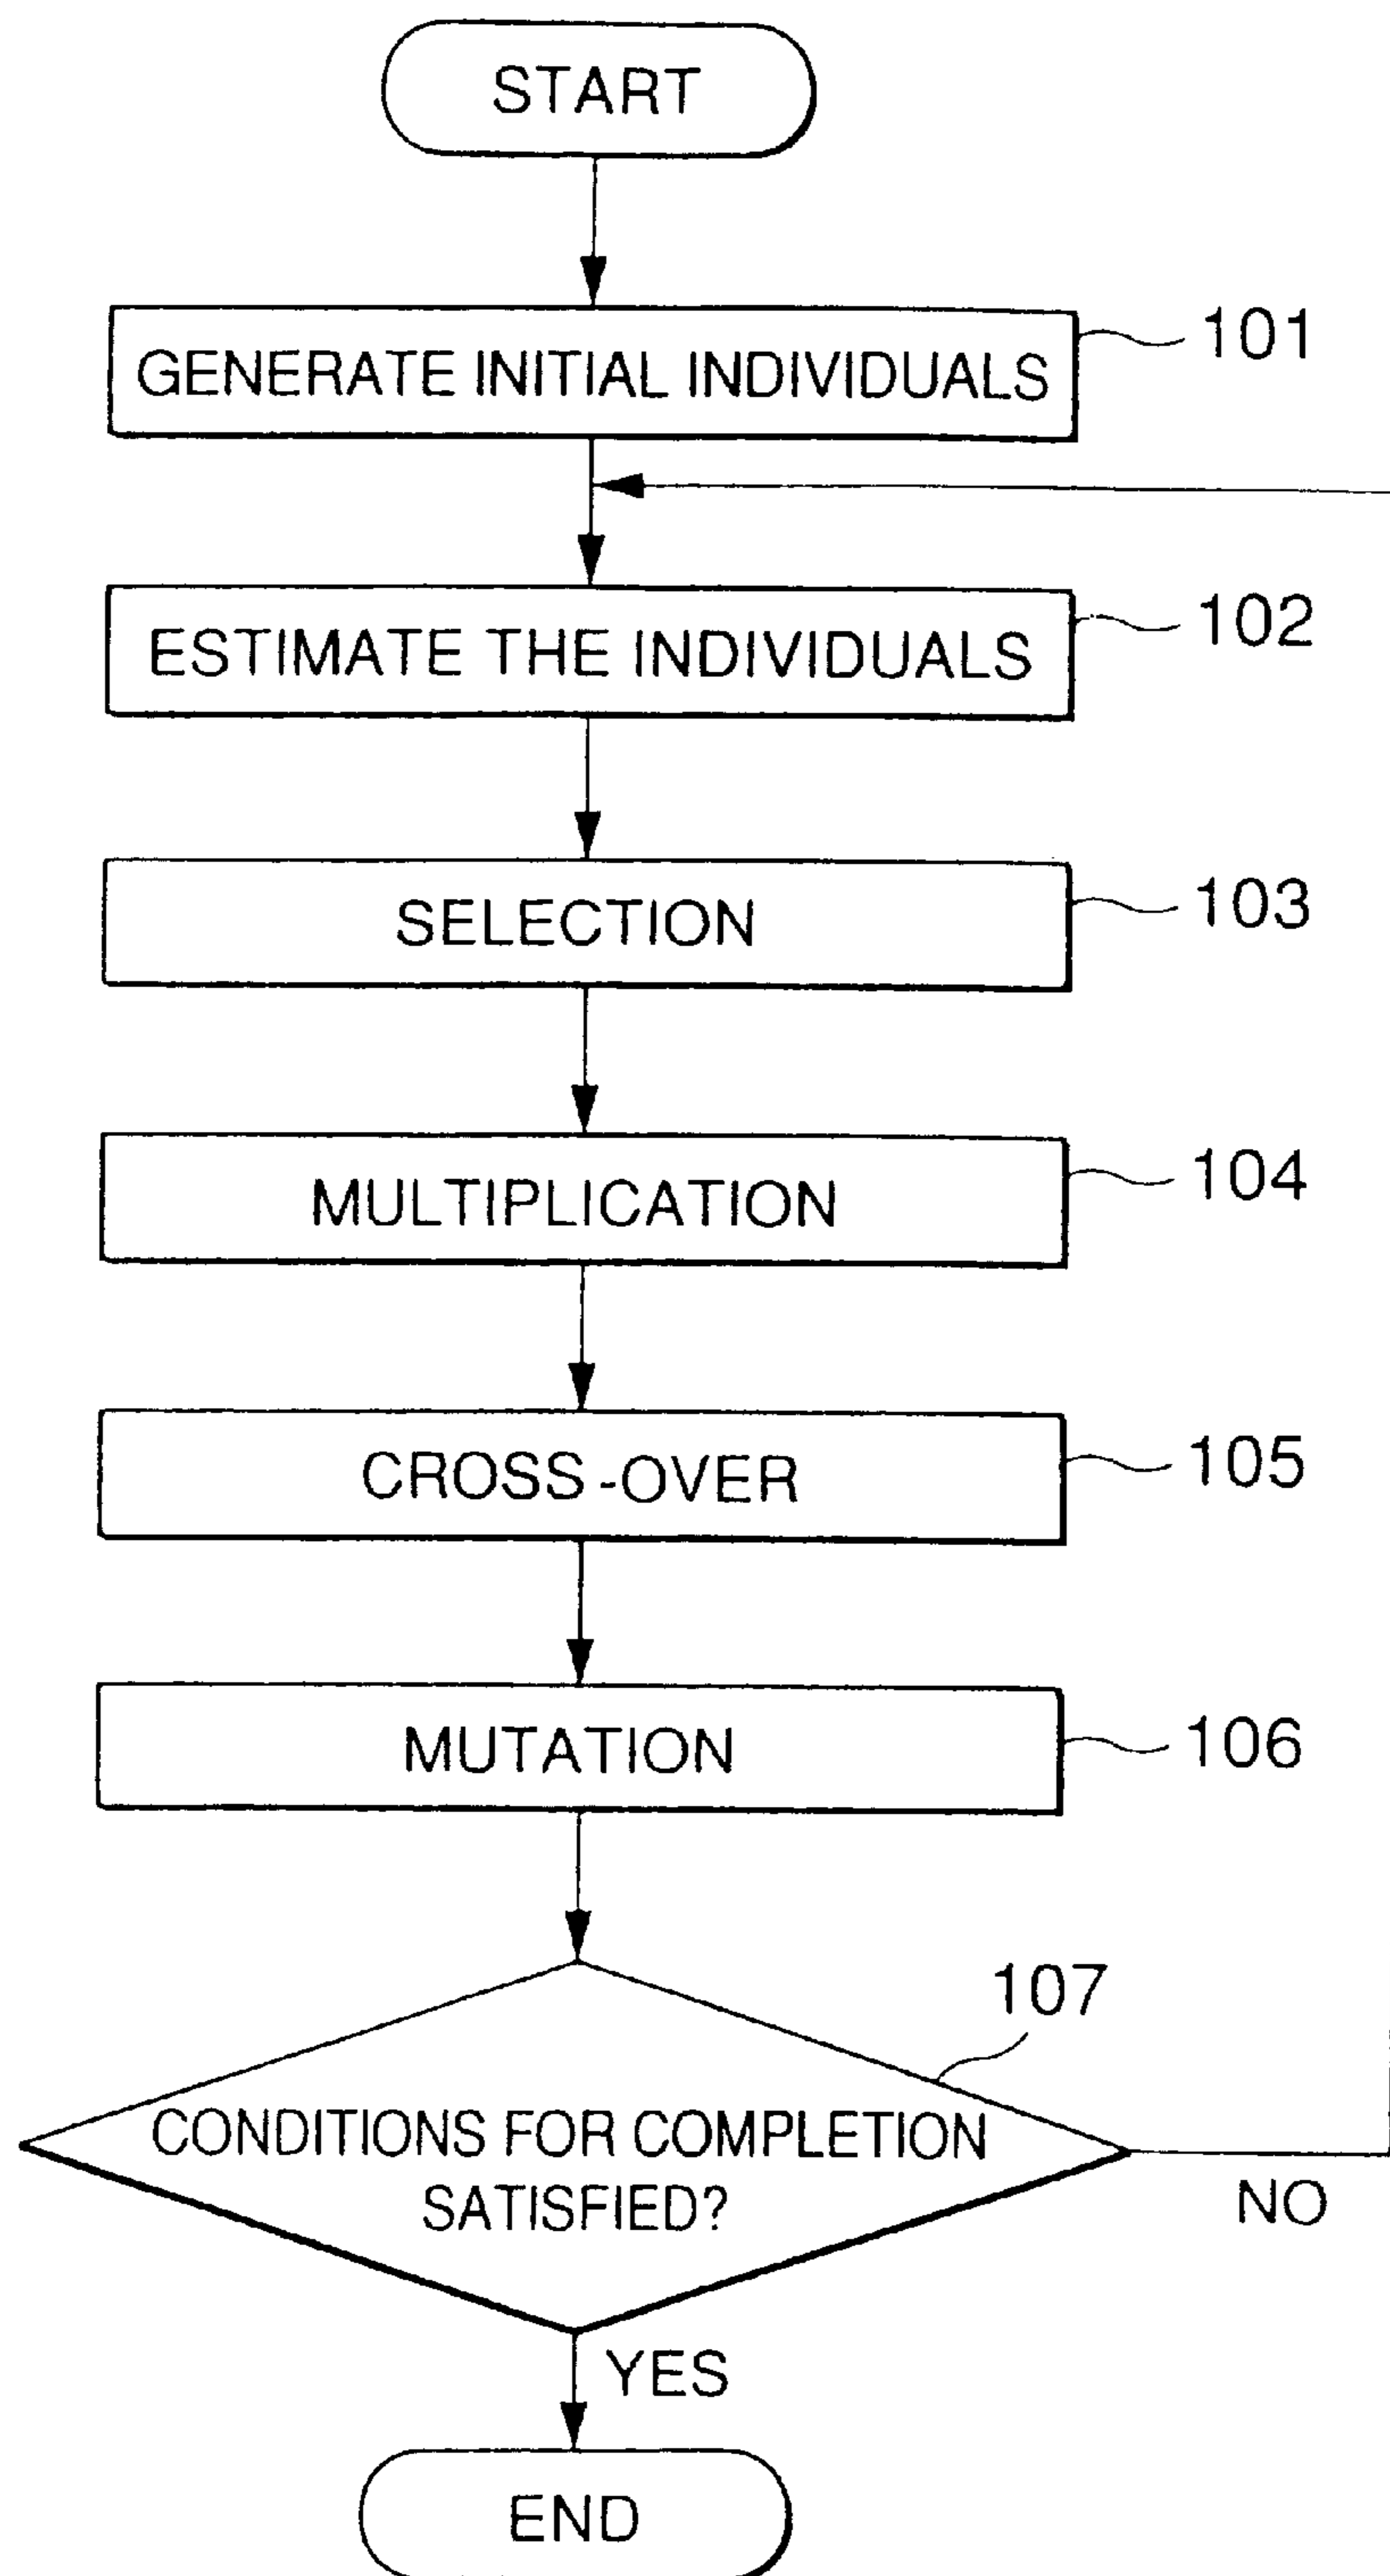 START
GENERATE INITIAL INDIVIDUALS
101
ESTIMATE THE INDIVIDUALS
102
SELECTION
103
MULTIPLICATION
104
CROSS-OVER
105
MUTATION
106
107
CONDITIONS FOR COMPLETION
SATISFIED?
NO
YES
END